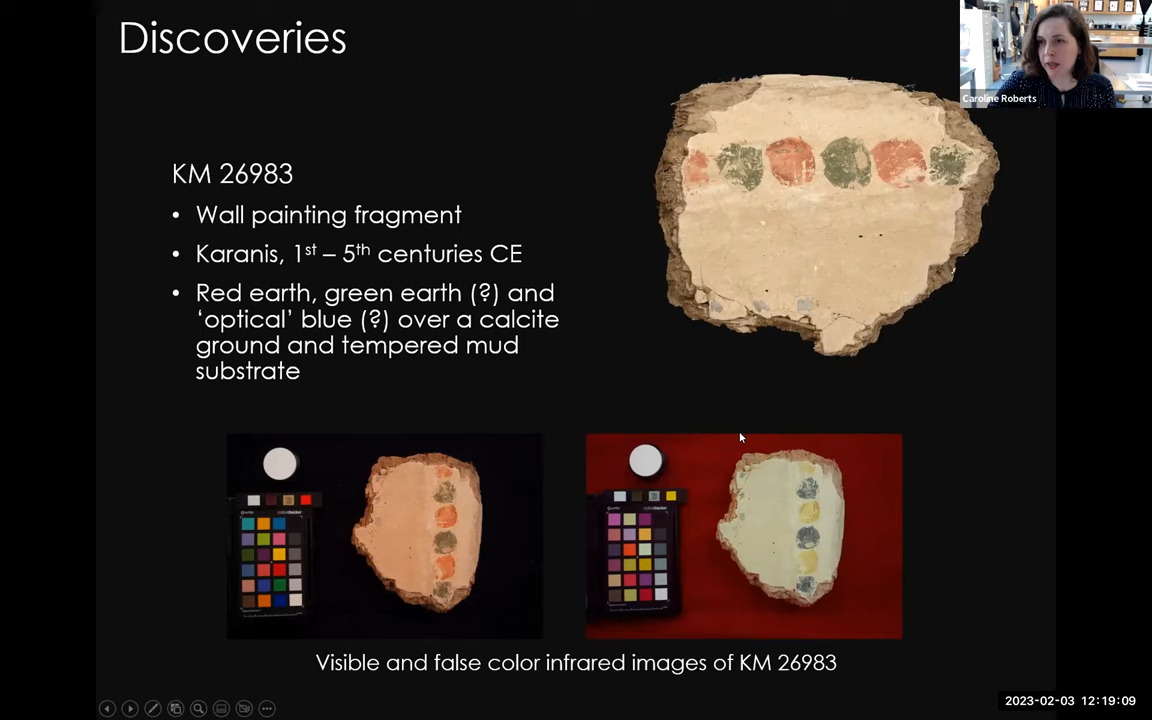 Discoveries
Caroline Roberts
KM 26983
• Wall painting fragment
• Karanis, 1st – 5th centuries CE
• Red earth, green earth (?) and
'optical' blue (?) over a calcite
ground and tempered mud
substrate
Visible and false color infrared images of KM 26983
2023-02-03 12:19:09